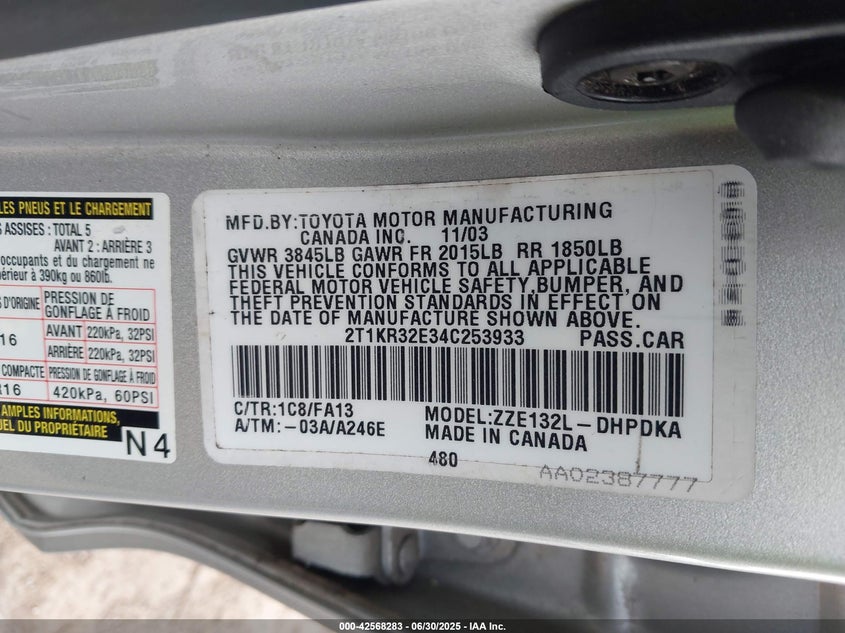 LES PNEUS ET LE CHARGEMENT
S ASSISES : TOTAL 5
AVANT 2 : ARRIÈRE 3
occupants et du chargement ne
périeur à 390kg ou 860lb.
D'ORIGINE PRESSION DE GONFLAGE À FROID
16 AVANT 220kPa, 32PSI
ARRIÈRE 220kPa, 32PSI
COMPACTE PRESSION DE GONFLAGE À FROID
R16 420kPa, 60PSI
AMPLES INFORMATIONS,
UEL DU PROPRIÉTAIRE
N4
MFD.BY:TOYOTA MOTOR MANUFACTURING
CANADA INC. 11/03
GVWR 3845LB GAWR FR 2015LB RR 1850LB
THIS VEHICLE CONFORMS TO ALL APPLICABLE
FEDERAL MOTOR VEHICLE SAFETY,BUMPER, AND
THEFT PREVENTION STANDARDS IN EFFECT ON
THE DATE OF MANUFACTURE SHOWN ABOVE.
2T1KR32E34C253933 PASS.CAR
C/TR:1C8/FA13 MODEL:ZZE132L-DHPDKA
A/TM:-03A/A246E MADE IN CANADA
480
AA02387777
000-42568283 - 06/30/2025 - IAA Inc.